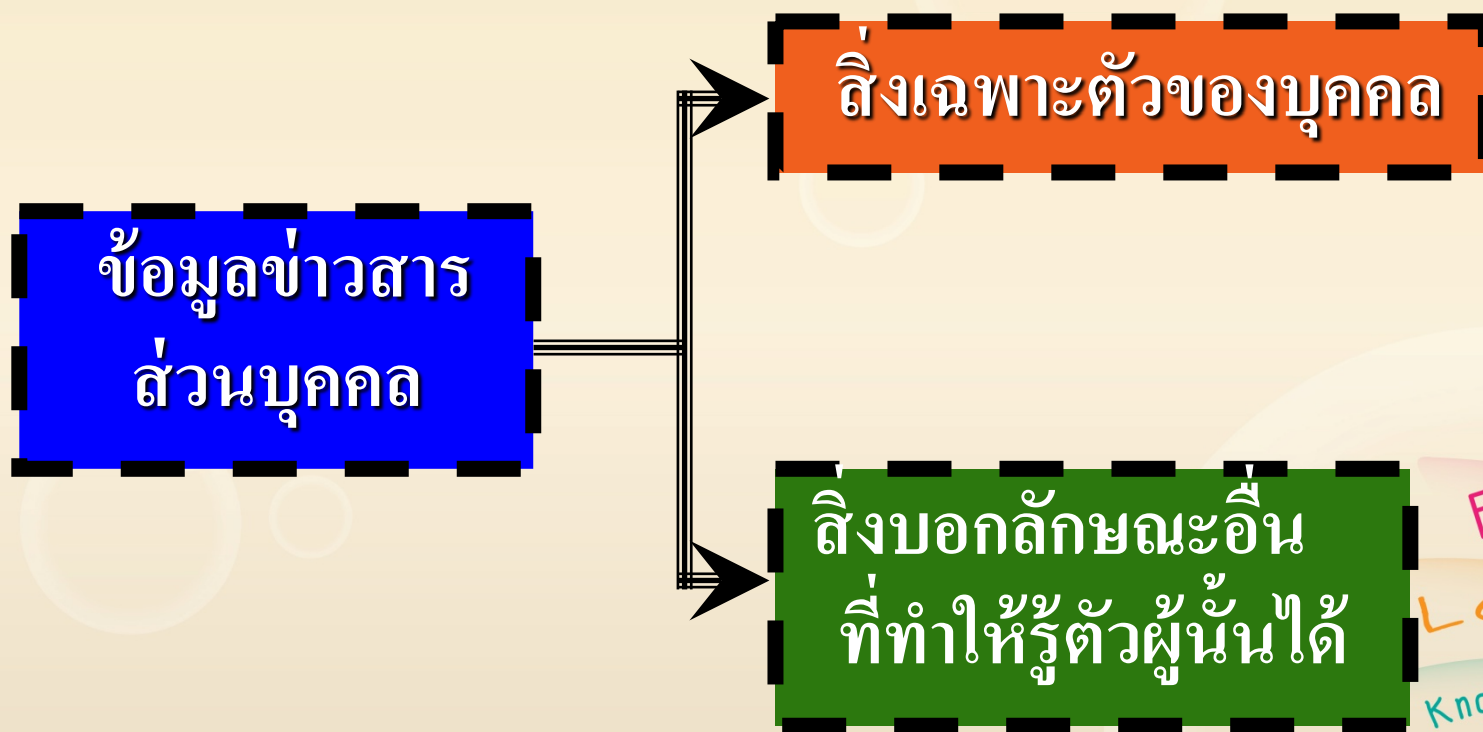 สิ่งเฉพาะตัวของบุคคล
ข้อมูลข่าวสาร
ส่วนบุคคล
สิ่งบอกลักษณะอื่น
ที่ทำให้รู้ตัวผู้นั้นได้